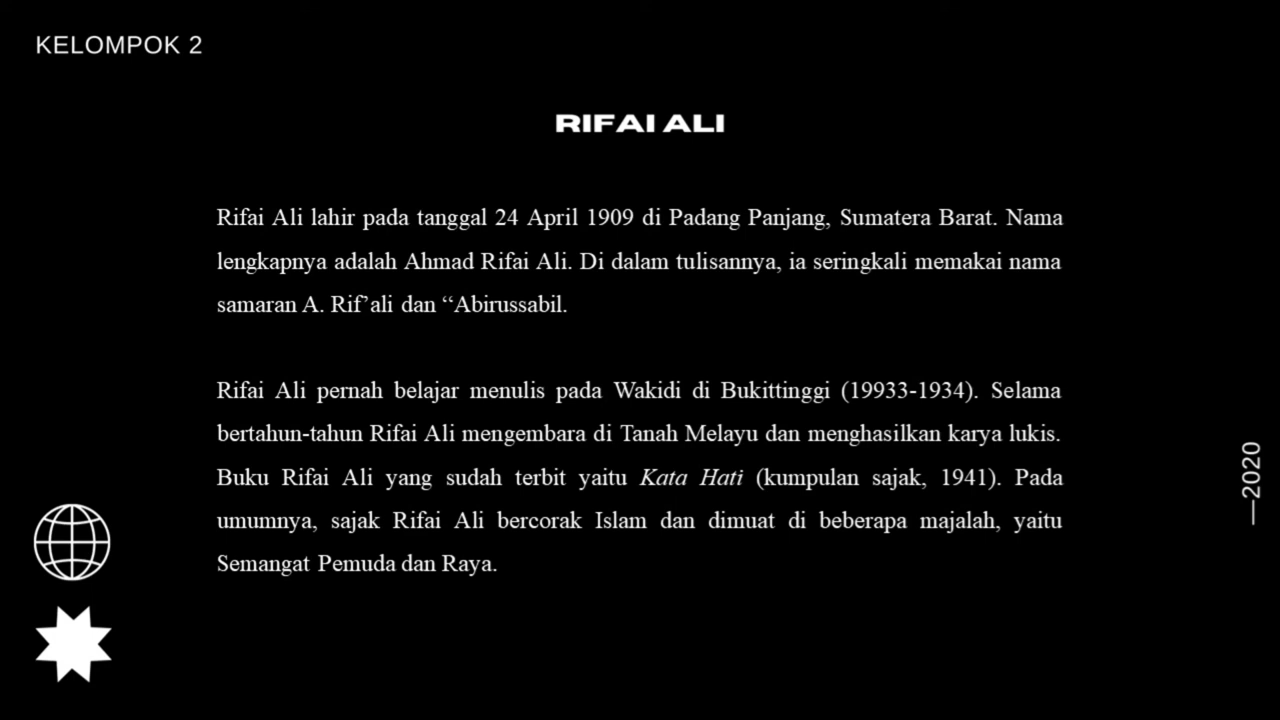 KELOMPOK 2
RIFAI ALI
Rifai Ali lahir pada tanggal 24 April 1909 di Padang Panjang, Sumatera Barat. Nama
lengkapnya adalah Ahmad Rifai Ali. Di dalam tulisannya, ia seringkali memakai nama
samaran A. Rif’ali dan “Abirussabil.
Rifai Ali pernah belajar menulis pada Wakidi di Bukittinggi (19933-1934). Selama
bertahun-tahun Rifai Ali mengembara di Tanah Melayu dan menghasilkan karya lukis.
Buku Rifai Ali yang sudah terbit yaitu Kata Hati (kumpulan sajak, 1941). Pada
umumnya, sajak Rifai Ali bercorak Islam dan dimuat di beberapa majalah, yaitu
Semangat Pemuda dan Raya.
—2020